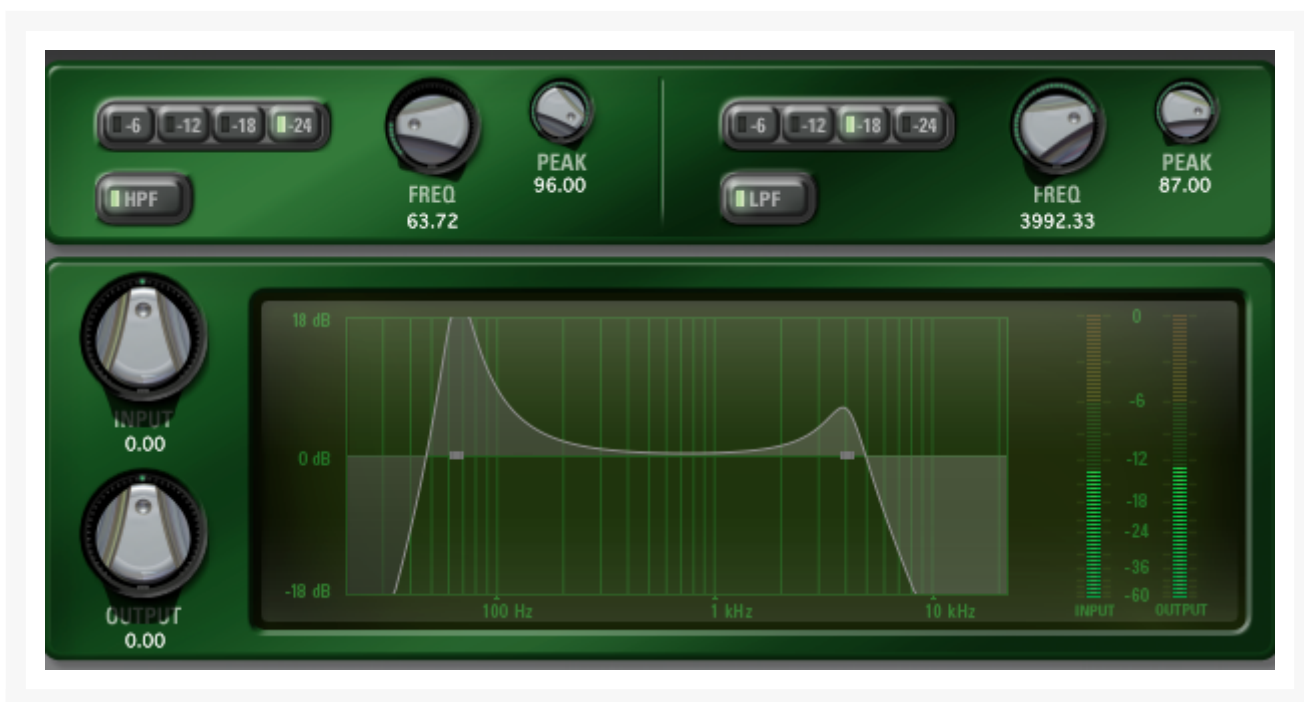 -6 -12 -18 -24
-6 -12 -18 -24
PEAK
96.00
PEAK
87.00
HPF
FREQ
63.72
LPF
FREQ
3992.33
INPUT
0.00
OUTPUT
0.00
18 dB
0 dB
-18 dB
100 Hz 1 kHz 10 kHz
0
-6
-12
-18
-24
-36
-60
INPUT OUTPUT